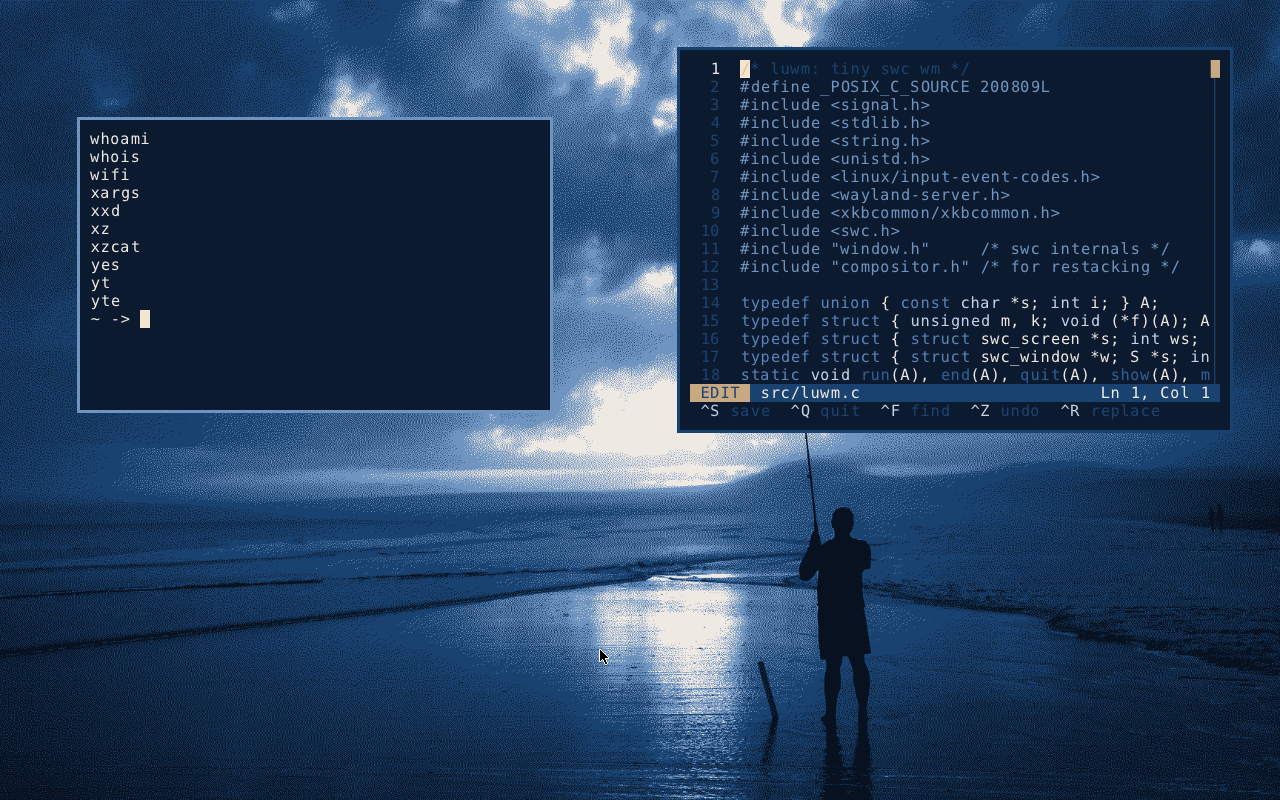 whoami
whois
wifi
xargs
xxd
xz
xzcat
yes
yt
yte
~ ->
1 /* luwm: tiny swc wm */
2 #define _POSIX_C_SOURCE 200809L
3 #include <signal.h>
4 #include <stdlib.h>
5 #include <string.h>
6 #include <unistd.h>
7 #include <linux/input-event-codes.h>
8 #include <wayland-server.h>
9 #include <xkbcommon/xkbcommon.h>
10 #include <swc.h>
11 #include "window.h"     /* swc internals */
12 #include "compositor.h" /* for restacking */
13
14 typedef union { const char *s; int i; } A;
15 typedef struct { unsigned m, k; void (*f)(A); A
16 typedef struct { struct swc_screen *s; int ws;
17 typedef struct { struct swc_window *w; S *s; in
18 static void run(A), end(A), quit(A), show(A), m
EDIT src/luwm.c Ln 1, Col 1
^S save ^Q quit ^F find ^Z undo ^R replace